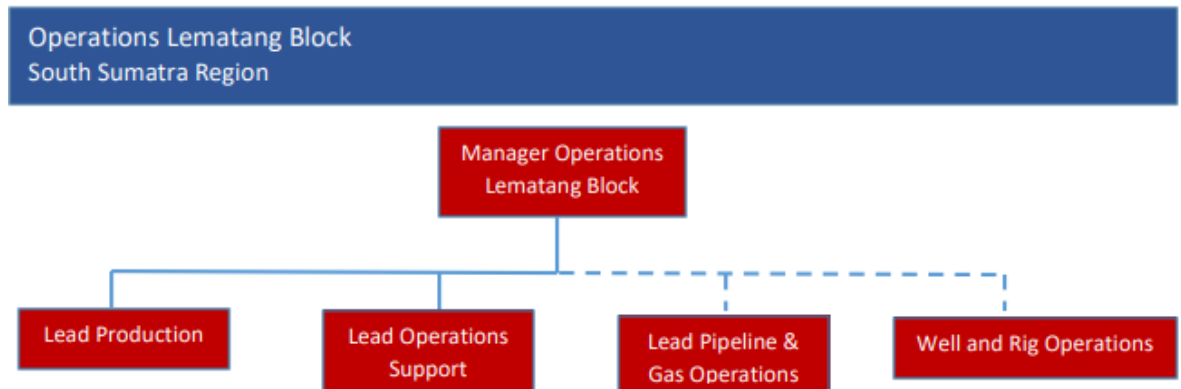 Operations Lematang Block
South Sumatra Region
Manager Operations
Lematang Block
Lead Production
Lead Operations
Support
Lead Pipeline &
Gas Operations
Well and Rig Operations